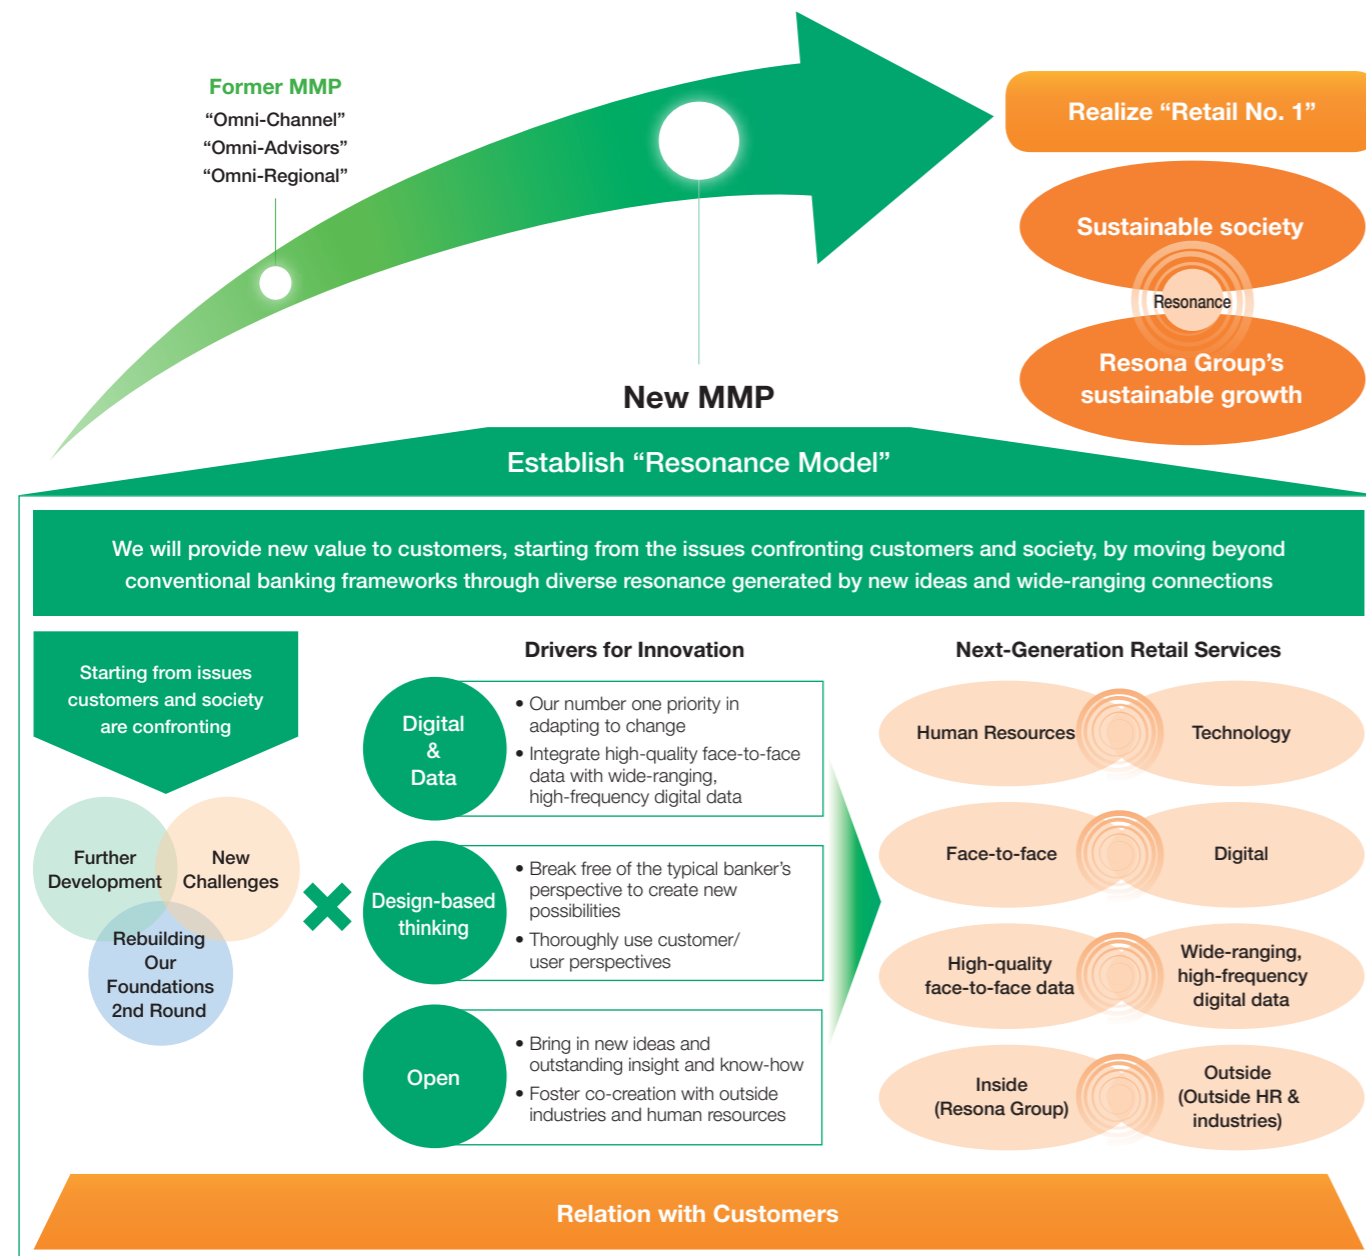 Former MMP
“Omni-Channel”
“Omni-Advisors”
“Omni-Regional”
Realize “Retail No. 1”
Sustainable society
Resonance
Resona Group’s
sustainable growth
New MMP
Establish “Resonance Model”
We will provide new value to customers, starting from the issues confronting customers and society, by moving beyond
conventional banking frameworks through diverse resonance generated by new ideas and wide-ranging connections
Starting from issues
customers and society
are confronting
Further
Development
New
Challenges
Rebuilding
Our
Foundations
2nd Round
Drivers for Innovation
Digital
&
Data
• Our number one priority in
adapting to change
• Integrate high-quality face-to-face
data with wide-ranging,
high-frequency digital data
Design-based
thinking
• Break free of the typical banker’s
perspective to create new
possibilities
• Thoroughly use customer/
user perspectives
Open
• Bring in new ideas and
outstanding insight and know-how
• Foster co-creation with outside
industries and human resources
Next-Generation Retail Services
Human Resources
Technology
Face-to-face
Digital
High-quality
face-to-face data
Wide-ranging,
high-frequency
digital data
Inside
(Resona Group)
Outside
(Outside HR &
industries)
Relation with Customers